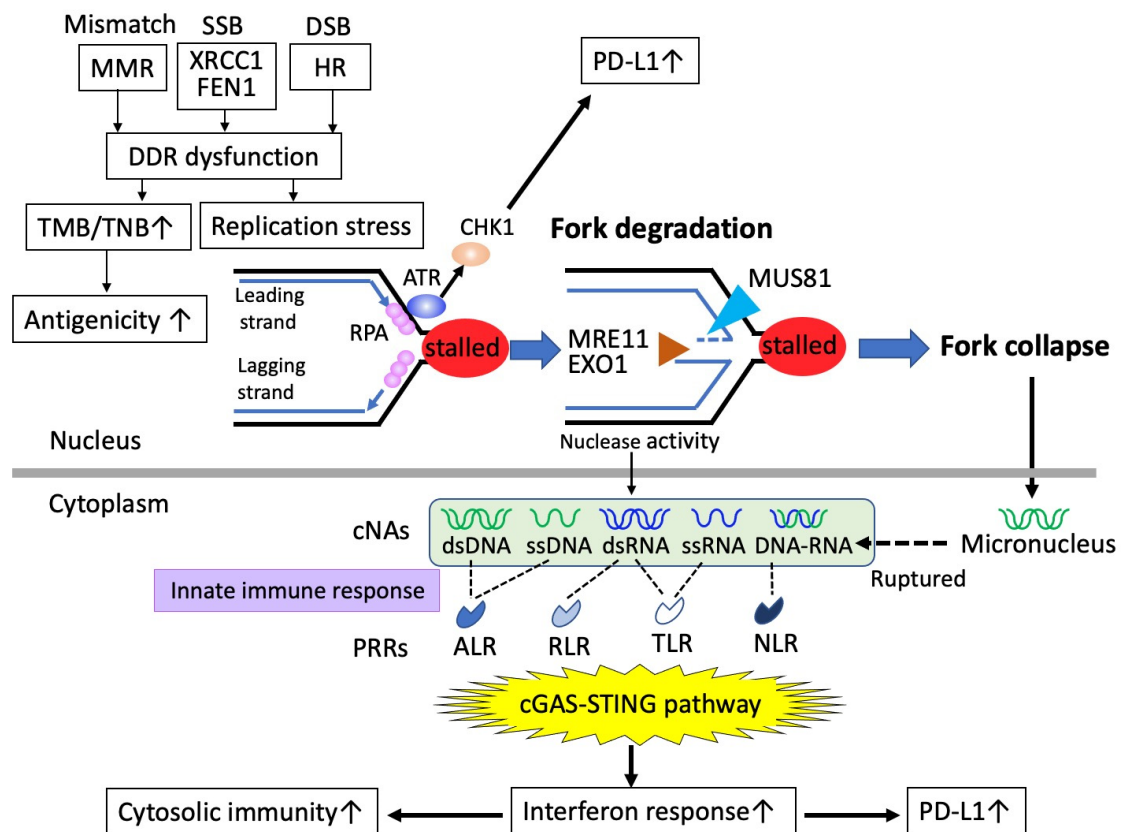 Mismatch
SSB
DSB
MMR
XRCC1
FEN1
HR
PD-L1↑
DDR dysfunction
TMB/TNB↑
Replication stress
CHK1
Fork degradation
Antigenicity ↑
Leading
strand
ATR
RPA
stalled
Lagging
strand
MUS81
MRE11
EXO1
stalled
Fork collapse
Nuclease activity
Nucleus
Cytoplasm
cNAs
dsDNA
ssDNA
dsRNA
ssRNA
DNA-RNA
Micronucleus
Ruptured
Innate immune response
PRRs
ALR
RLR
TLR
NLR
cGAS-STING pathway
Cytosolic immunity↑
Interferon response↑
PD-L1↑